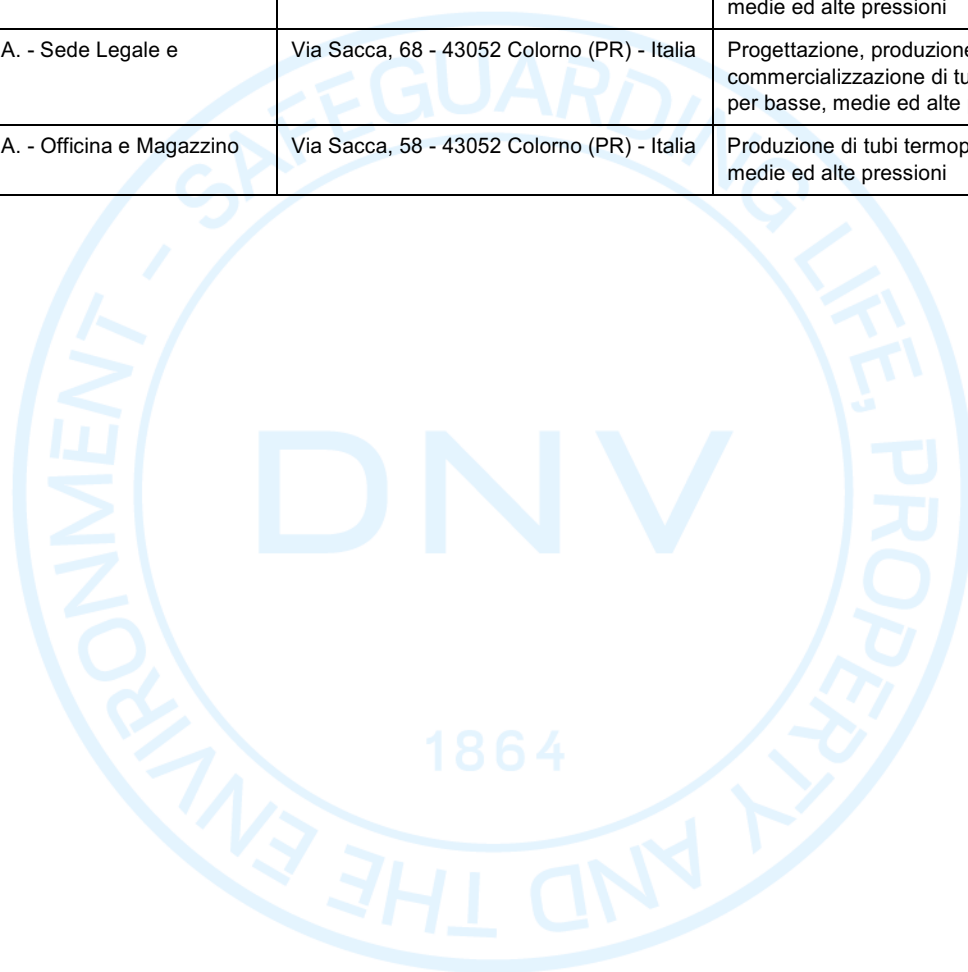 medie ed alte pressioni
A. - Sede Legale e
Via Sacca, 68 - 43052 Colorno (PR) - Italia
Progettazione, produzione
commercializzazione di
per basse, medie ed alte
A. - Officina e Magazzino
Via Sacca, 58 - 43052 Colorno (PR) - Italia
Produzione di tubi
medie ed alte pressioni
SAFEGUARDING LIFE, PROPERTY AND THE ENVIRONMENT -
DNV
1864